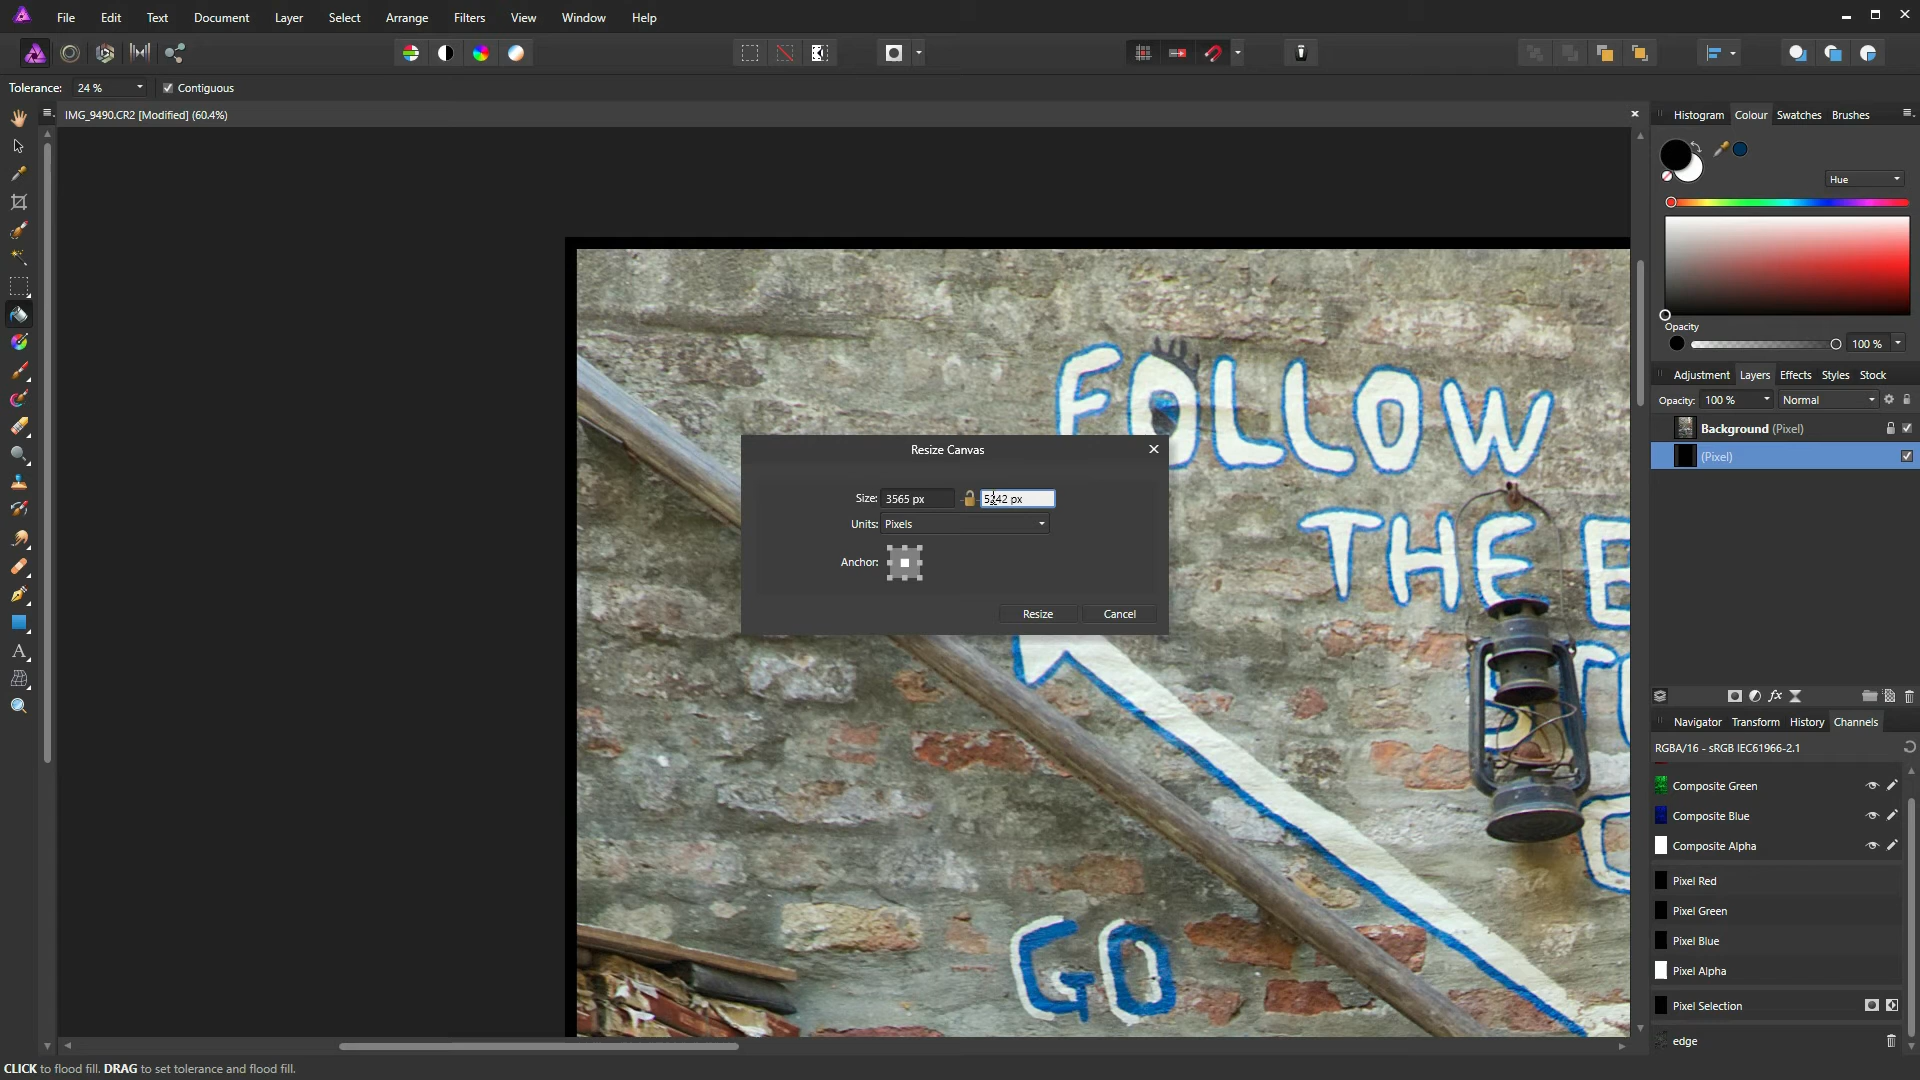 File Edit Text Document Layer Select Arrange Filters View Window Help
Tolerance: 24 % Contiguous
IMG_9490.CR2 [Modified] (60.4%)
Histogram Colour Swatches Brushes
Hue
Opacity
100 %
Adjustment Layers Effects Styles Stock
Opacity: 100 % Normal
Background (Pixel)
(Pixel)
FOLLOW
THE
GO
Resize Canvas
Size: 3565 px
Units: Pixels
Anchor:
Resize Cancel
Navigator Transform History Channels
RGBA/16 - sRGB IEC61966-2.1
Composite Green
Composite Blue
Composite Alpha
Pixel Red
Pixel Green
Pixel Blue
Pixel Alpha
Pixel Selection
edge
CLICK to flood fill. DRAG to set tolerance and flood fill.